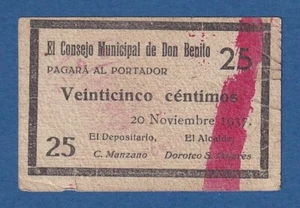 El Consejo Municipal de Don Benito 25
PAGARÁ AL PORTADOR
Veinticinco céntimos
20 Noviembre 1937.
El Depositario, El Alcalde,
25 C. Manzano Doroteo S.